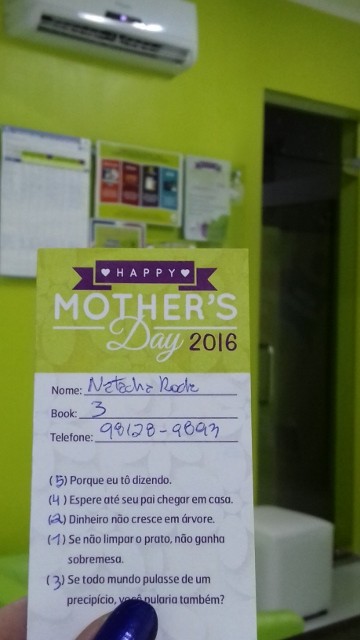 HAPPY
MOTHER'S
Day 2016
Nome: Natacha Roda
Book: 3
Telefone: 98128-9893
(5) Porque eu tô dizendo.
(4) Espere até seu pai chegar em casa.
(2) Dinheiro não cresce em árvore.
(1) Se não limpar o prato, não ganha
sobremesa.
(3) Se todo mundo pulasse de um
precipício, você pularia também?